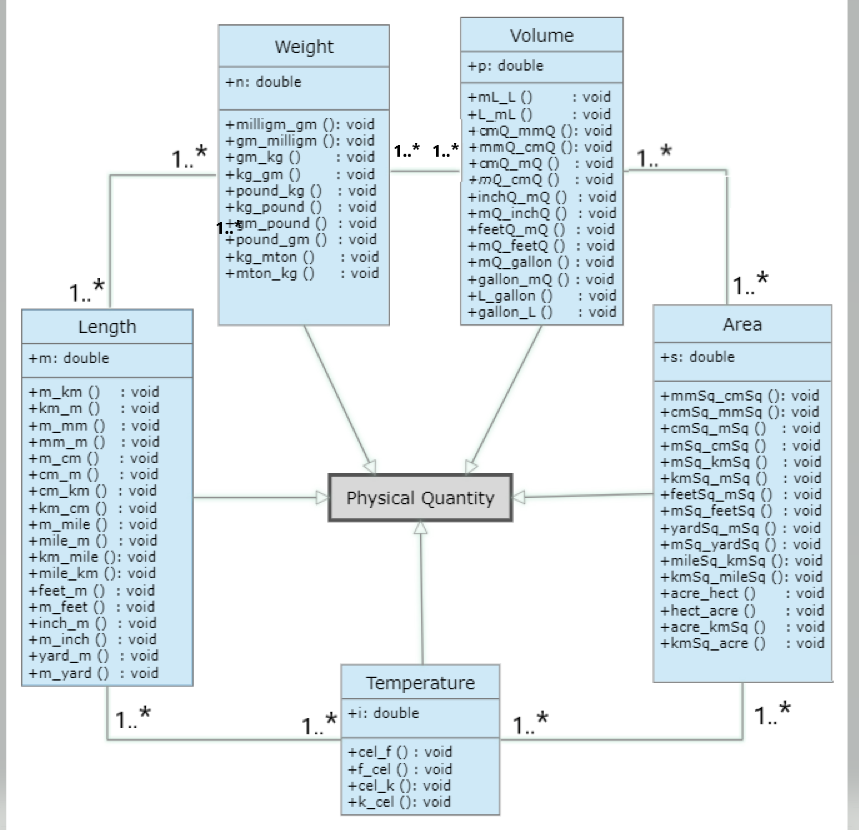 Weight
+n: double
+milligm_gm (): void
+gm_milligm (): void
+gm_kg () : void
+kg_gm () : void
+pound_kg () : void
+kg_pound () : void
+gm_pound () : void
+pound_gm () : void
+kg_mton () : void
+mton_kg () : void
1..*
1..*
1..*
1..*
Volume
+p: double
+mL_L () : void
+L_mL () : void
+cmQ_mmQ (): void
+mmQ_cmQ (): void
+cmQ_mQ () : void
+mQ_cmQ () : void
+inchQ_mQ () : void
+mQ_inchQ () : void
+feetQ_mQ () : void
+mQ_feetQ () : void
+mQ_gallon () : void
+gallon_mQ () : void
+L_gallon () : void
+gallon_L () : void
1..*
1..*
1..*
Length
+m: double
+m_km () : void
+km_m () : void
+m_mm () : void
+mm_m () : void
+m_cm () : void
+cm_m () : void
+cm_km () : void
+km_cm () : void
+m_mile () : void
+mile_m () : void
+km_mile (): void
+mile_km (): void
+feet_m () : void
+m_feet () : void
+inch_m () : void
+m_inch () : void
+yard_m () : void
+m_yard () : void
Physical Quantity
Area
+s: double
+mmSq_cmSq (): void
+cmSq_mmSq (): void
+cmSq_mSq () : void
+mSq_cmSq () : void
+mSq_kmSq () : void
+kmSq_mSq () : void
+feetSq_mSq () : void
+mSq_feetSq () : void
+yardSq_mSq () : void
+mSq_yardSq () : void
+mileSq_kmSq (): void
+kmSq_mileSq (): void
+acre_hect () : void
+hect_acre () : void
+acre_kmSq () : void
+kmSq_acre () : void
Temperature
+i: double
+cel_f () : void
+f_cel () : void
+cel_k (): void
+k_cel(): void
1..*
1..*
1..*
1..*